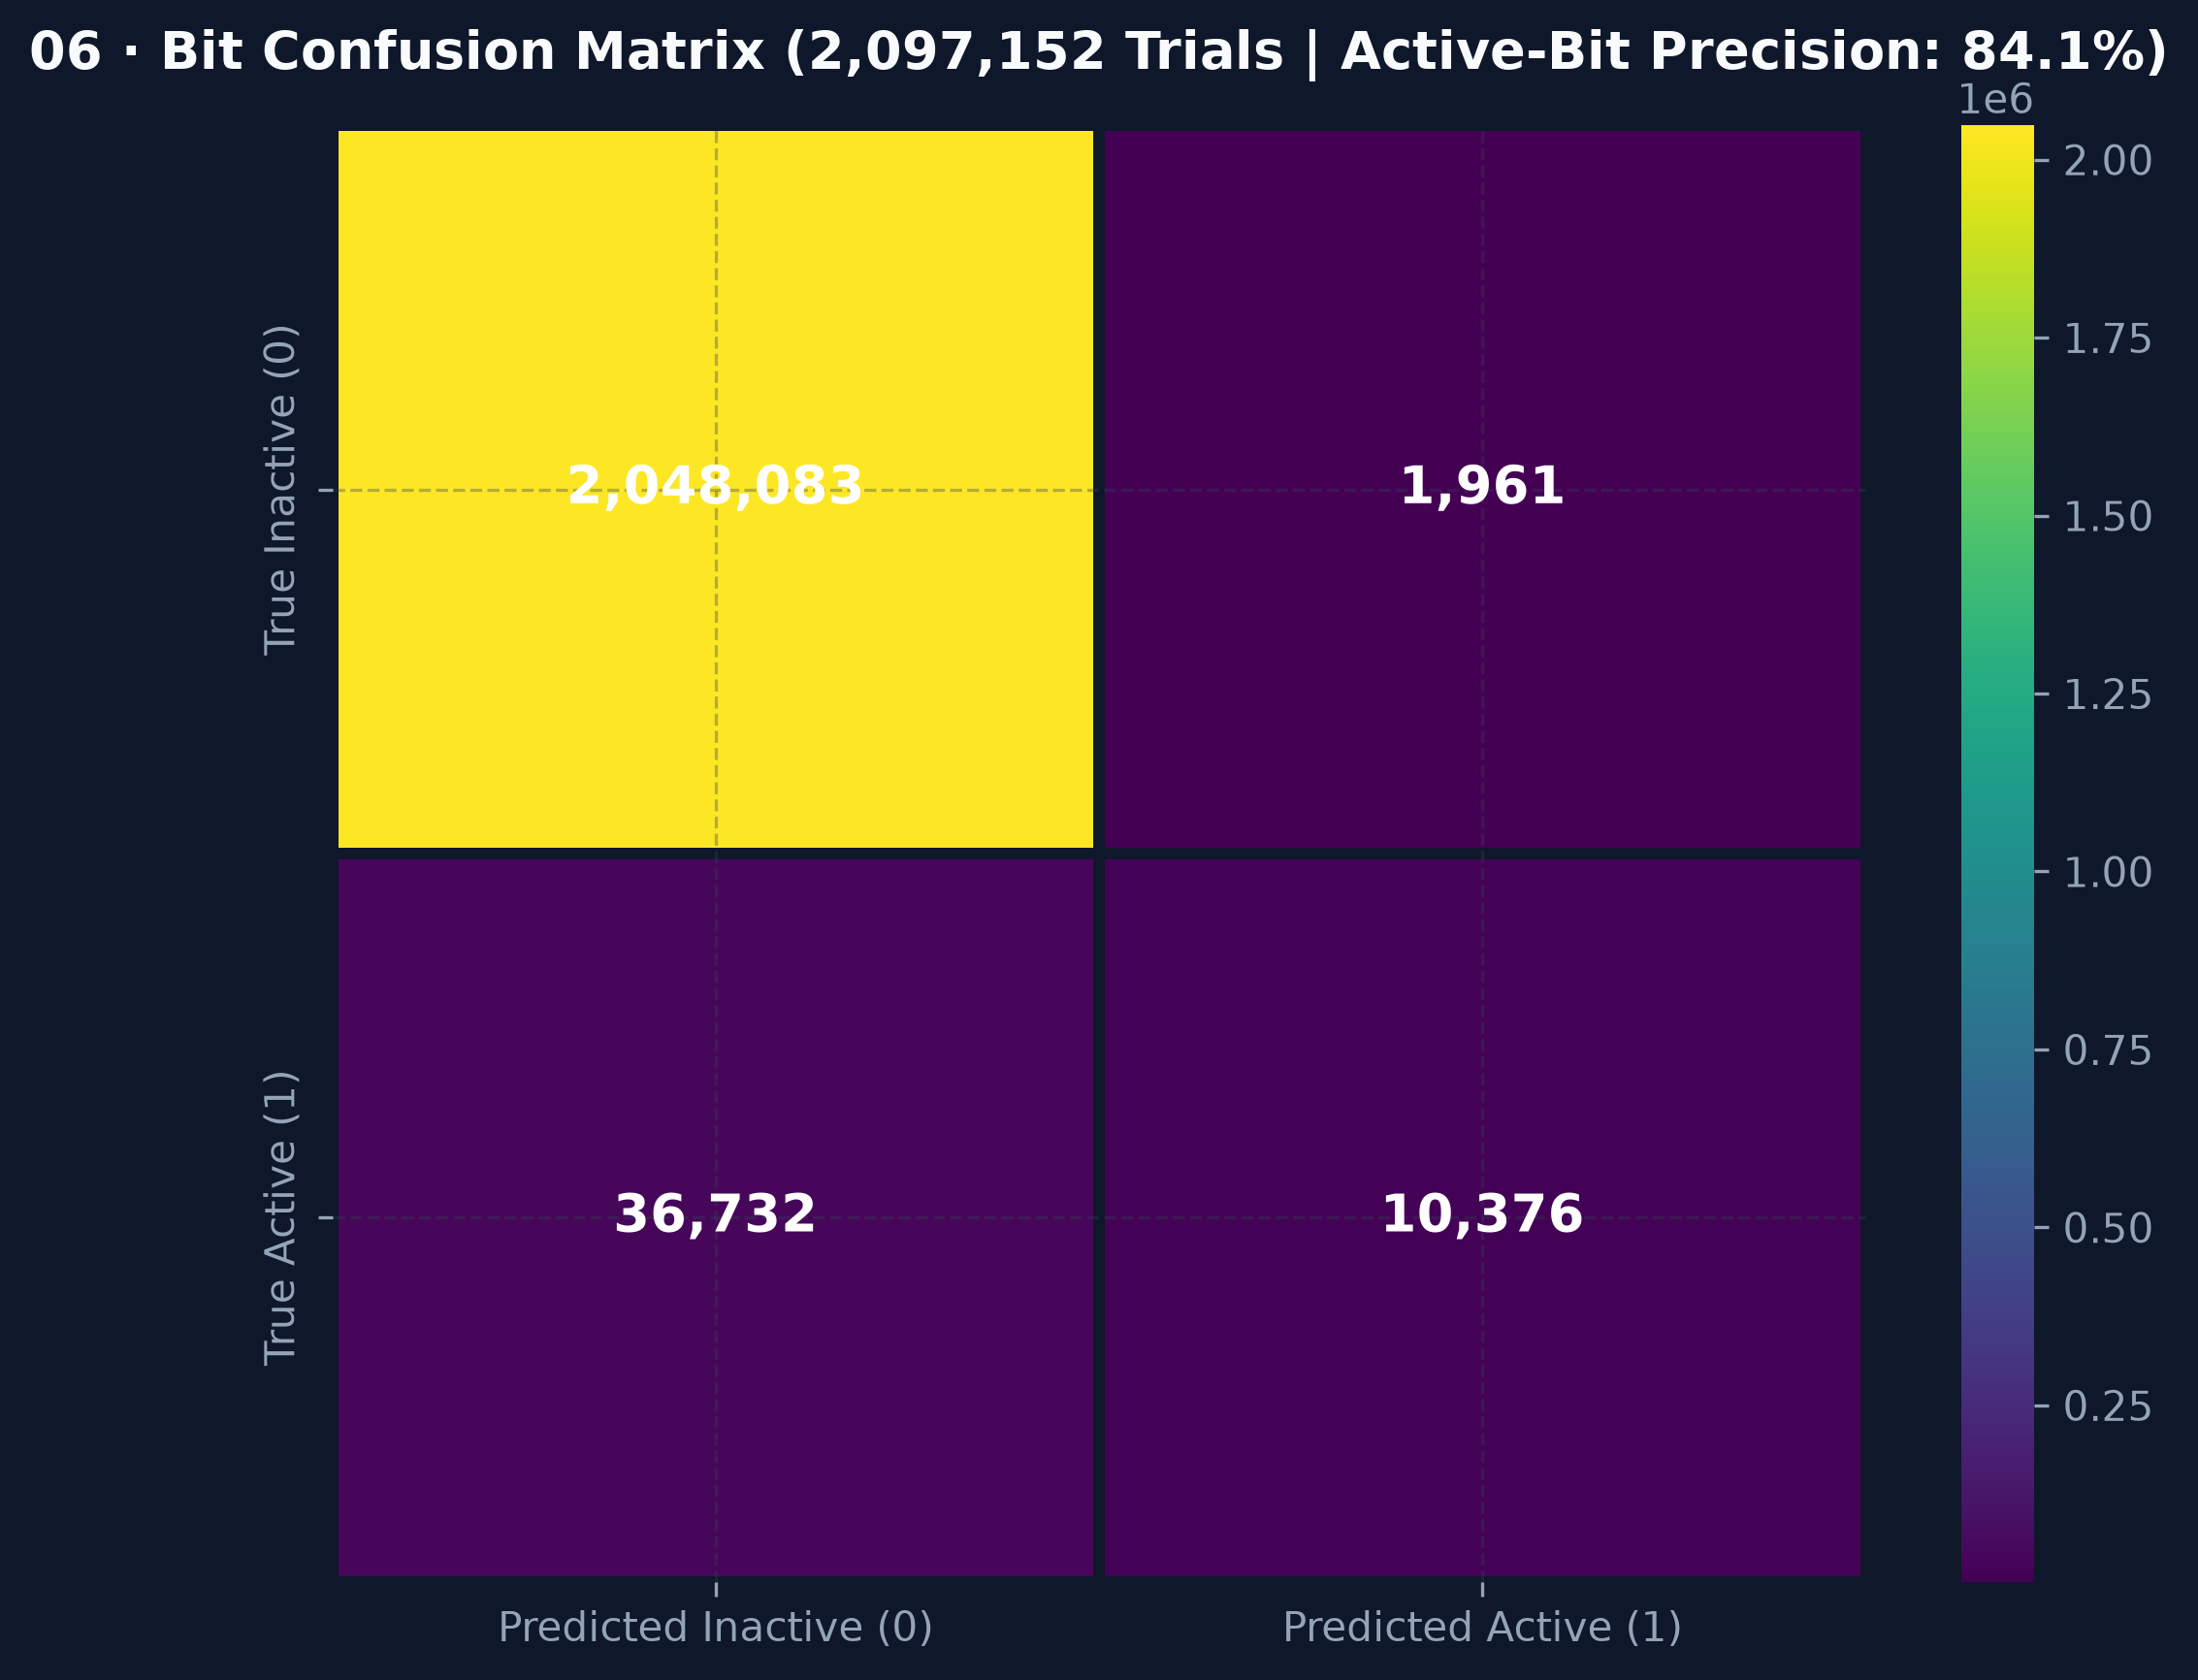 06 · Bit Confusion Matrix (2,097,152 Trials | Active-Bit Precision: 84.1%)
1e6
2.00
1.75
1.50
1.25
1.00
0.75
0.50
0.25
True Inactive (0)
2,048,083
1,961
True Active (1)
36,732
10,376
Predicted Inactive (0)
Predicted Active (1)